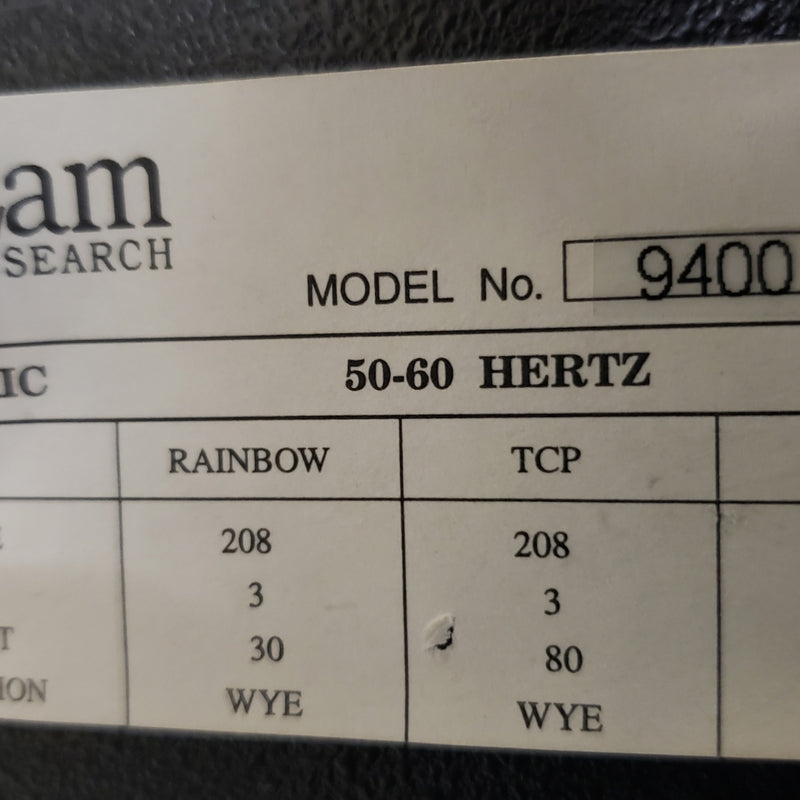 am
SEARCH
MODEL No. 9400
IC 50-60 HERTZ
RAINBOW TCP
208 208
3 3
T 30 80
ION WYE WYE